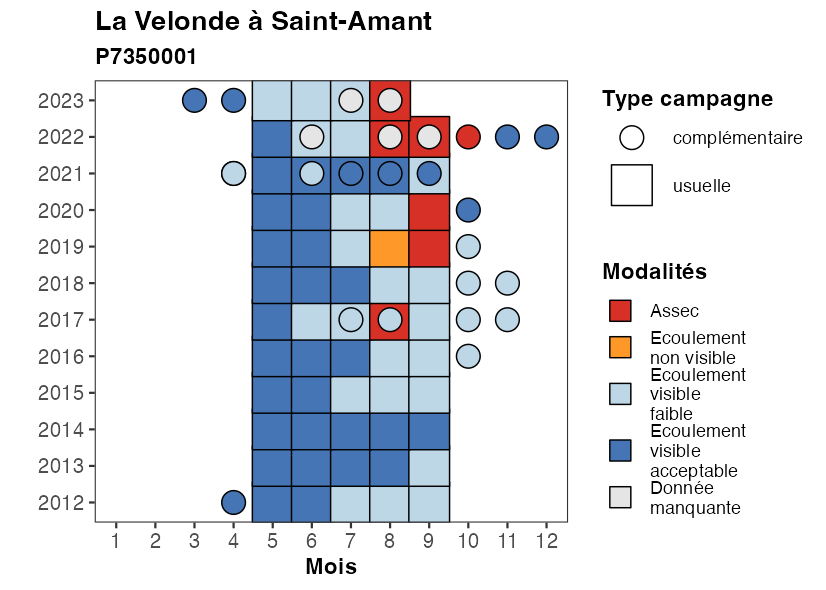 La Velonde à Saint-Amant
P7350001
2023
2022
2021
2020
2019
2018
2017
2016
2015
2014
2013
2012
1 2 3 4 5 6 7 8 9 10 11 12
Mois
Type campagne
complémentaire
usuelle
Modalités
Assec
Ecoulement
non visible
Ecoulement
visible
faible
Ecoulement
visible
acceptable
Donnée
manquante